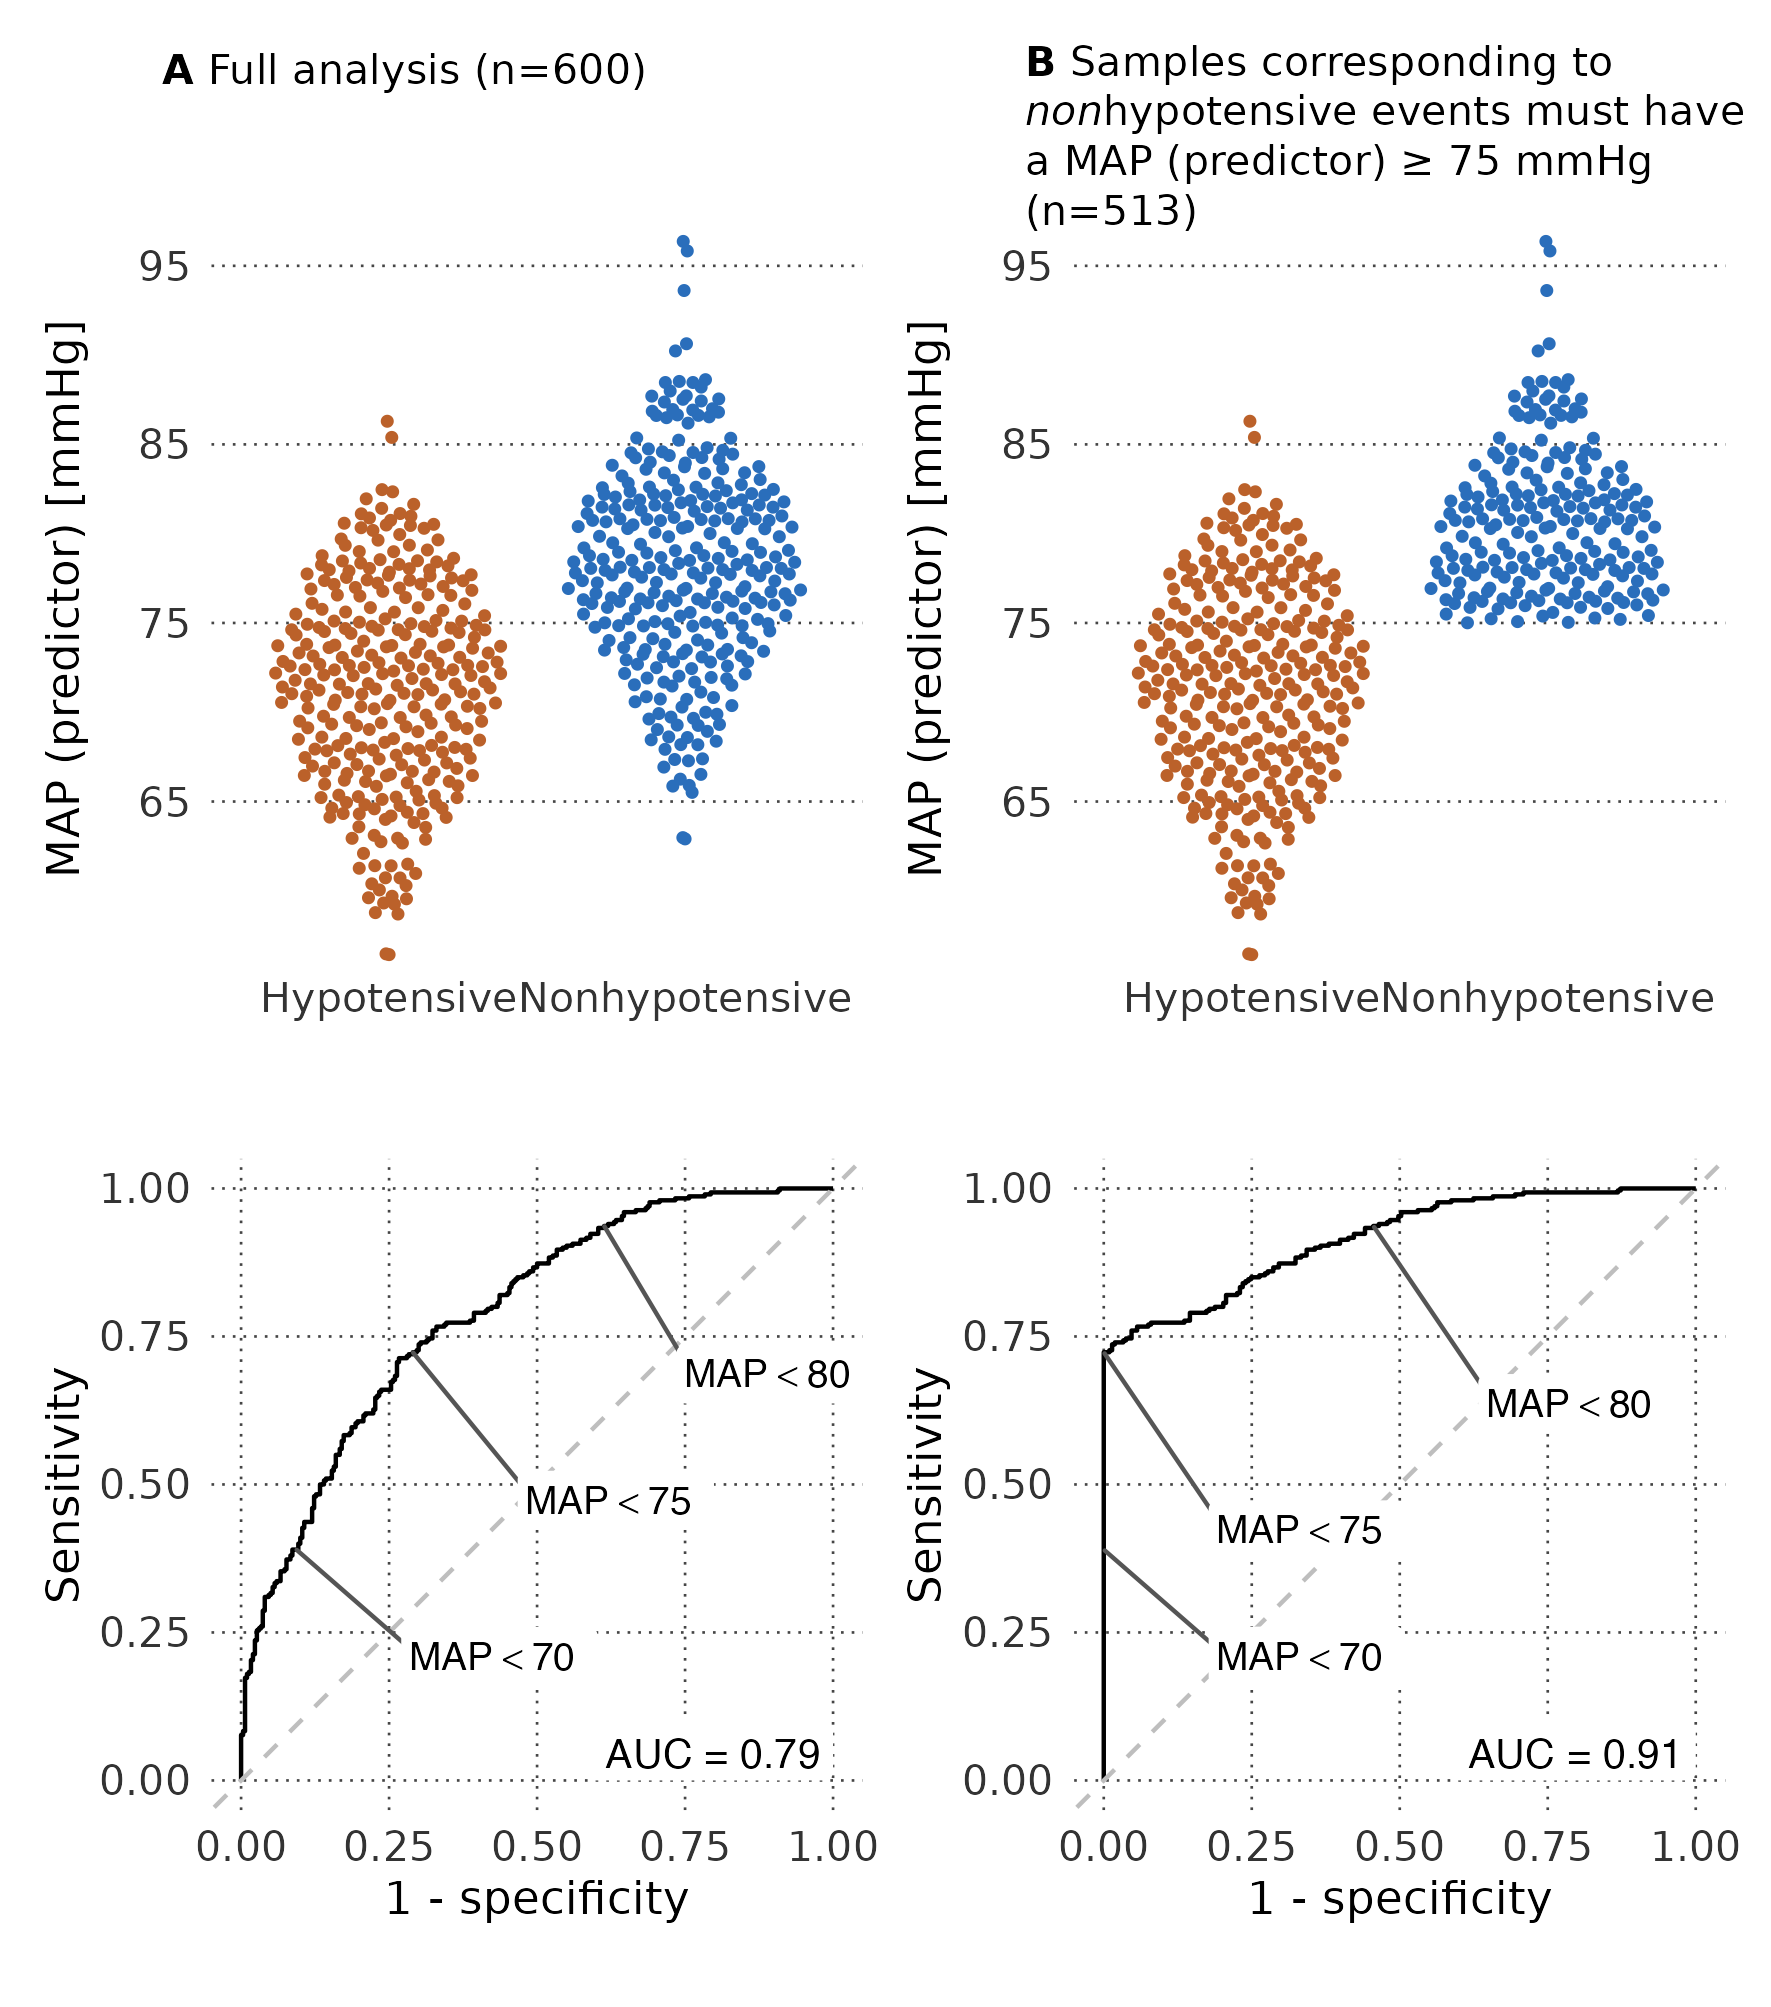 A Full analysis (n=600)
B Samples corresponding to
nonhypotensive events must have
a MAP (predictor) ≥ 75 mmHg
(n=513)
MAP (predictor) [mmHg]
95
85
75
65
Hypotensive
Nonhypotensive
MAP (predictor) [mmHg]
95
85
75
65
Hypotensive
Nonhypotensive
Sensitivity
1.00
0.75
0.50
0.25
0.00
MAP < 80
MAP < 75
MAP < 70
AUC = 0.79
0.00
0.25
0.50
0.75
1.00
1 - specificity
Sensitivity
1.00
0.75
0.50
0.25
0.00
MAP < 80
MAP < 75
MAP < 70
AUC = 0.91
0.00
0.25
0.50
0.75
1.00
1 - specificity